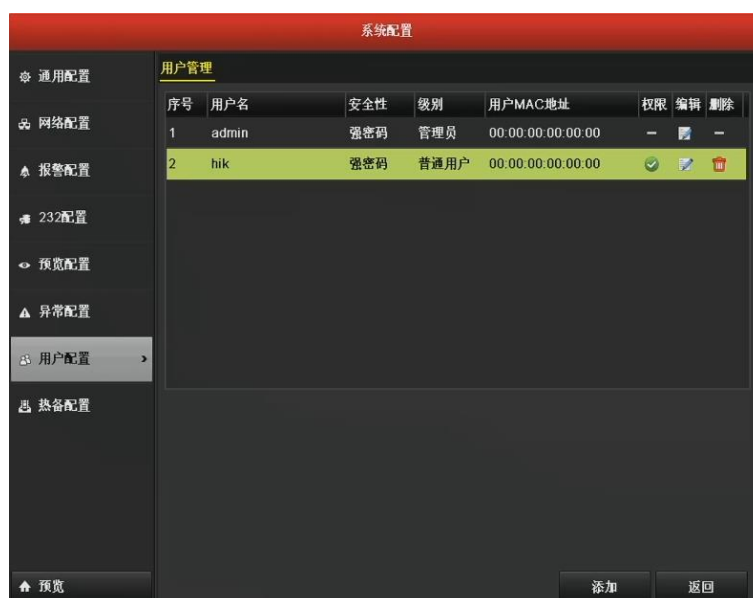 系统配置
通用配置
网络配置
报警配置
232配置
预览配置
异常配置
用户配置
热备配置
预览
用户管理
序号 用户名 安全性 级别 用户MAC地址 权限 编辑 删除
1 admin 强密码 管理员 00:00:00:00:00:00 – –
2 hik 强密码 普通用户 00:00:00:00:00:00
添加 返回